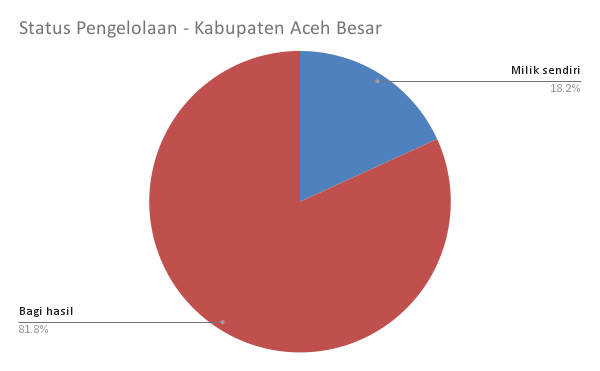 Status Pengelolaan - Kabupaten Aceh Besar
Milik sendiri
18.2%
Bagi hasil
81.8%